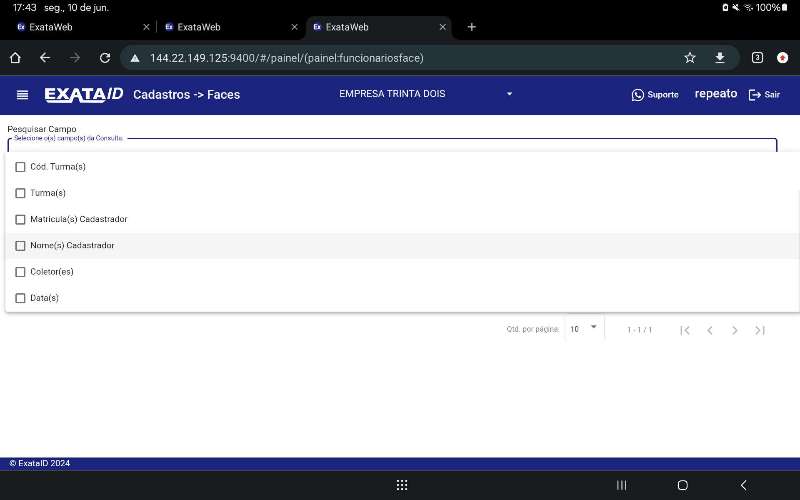 17:43 seg., 10 de jun. 100%
ExataWeb ExataWeb ExataWeb
144.22.149.125:9400/#/painel/(painel:funcionariosface) 3
EXATAID Cadastros -> Faces EMPRESA TRINTA DOIS Suporte repeato Sair
Pesquisar Campo
Selecione o(s) campo(s) da Consulta.
Cód. Turma(s)
Turma(s)
Matricula(s) Cadastrador
Nome(s) Cadastrador
Coletor(es)
Data(s)
Qtd. por página: 10 1 - 1 / 1
© ExataID 2024